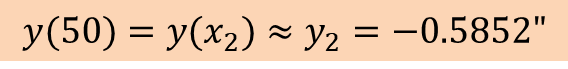 y(50) = y(x₂) ≈ y₂ = −0.5852"